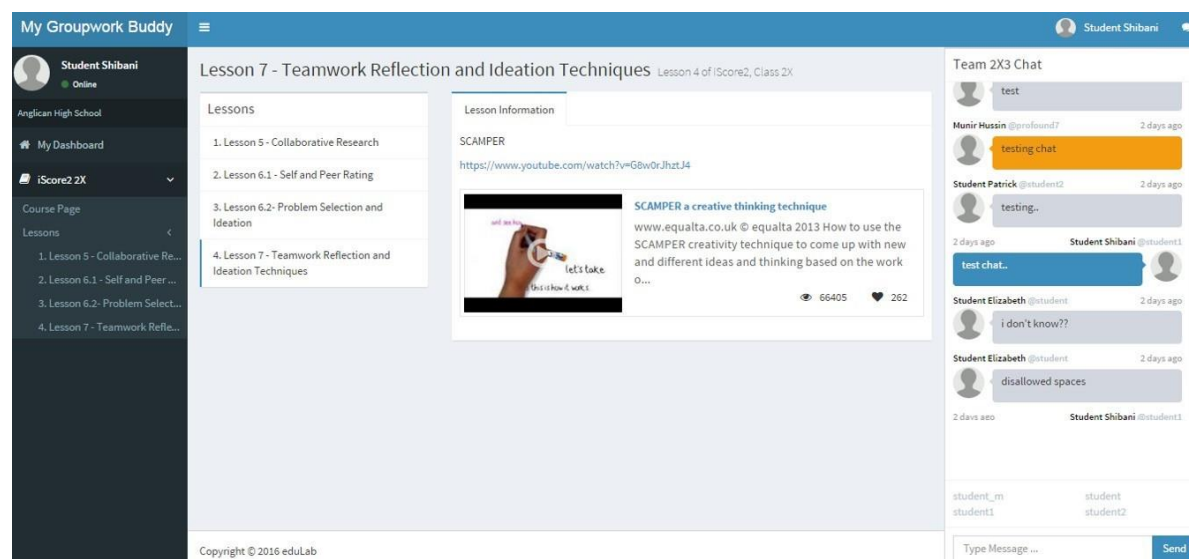 My Groupwork Buddy
Student Shibani
Student Shibani
Online
Anglican High School
My Dashboard
iScore2 2X
Course Page
Lessons
1. Lesson 5 - Collaborative Re...
2. Lesson 6.1 - Self and Peer ...
3. Lesson 6.2- Problem Select...
4. Lesson 7 - Teamwork Refle...
Lesson 7 - Teamwork Reflection and Ideation Techniques Lesson 4 of iScore2, Class 2X
Lessons
1. Lesson 5 - Collaborative Research
2. Lesson 6.1 - Self and Peer Rating
3. Lesson 6.2- Problem Selection and
Ideation
4. Lesson 7 - Teamwork Reflection and
Ideation Techniques
Lesson Information
SCAMPER
https://www.youtube.com/watch?v=G8w0rJhztJ4
and see how
let's take
this is how it works
SCAMPER a creative thinking technique
www.equalta.co.uk © equalta 2013 How to use the
SCAMPER creativity technique to come up with new
and different ideas and thinking based on the work
o...
66405 262
Copyright © 2016 eduLab
Team 2X3 Chat
test
Munir Hussin @profound7 2 days ago
testing chat
Student Patrick @student2 2 days ago
testing..
2 days ago Student Shibani @student1
test chat..
Student Elizabeth @student 2 days ago
i don't know??
Student Elizabeth @student 2 days ago
disallowed spaces
2 days ago Student Shibani @student1
student_m student
student1 student2
Type Message ... Send